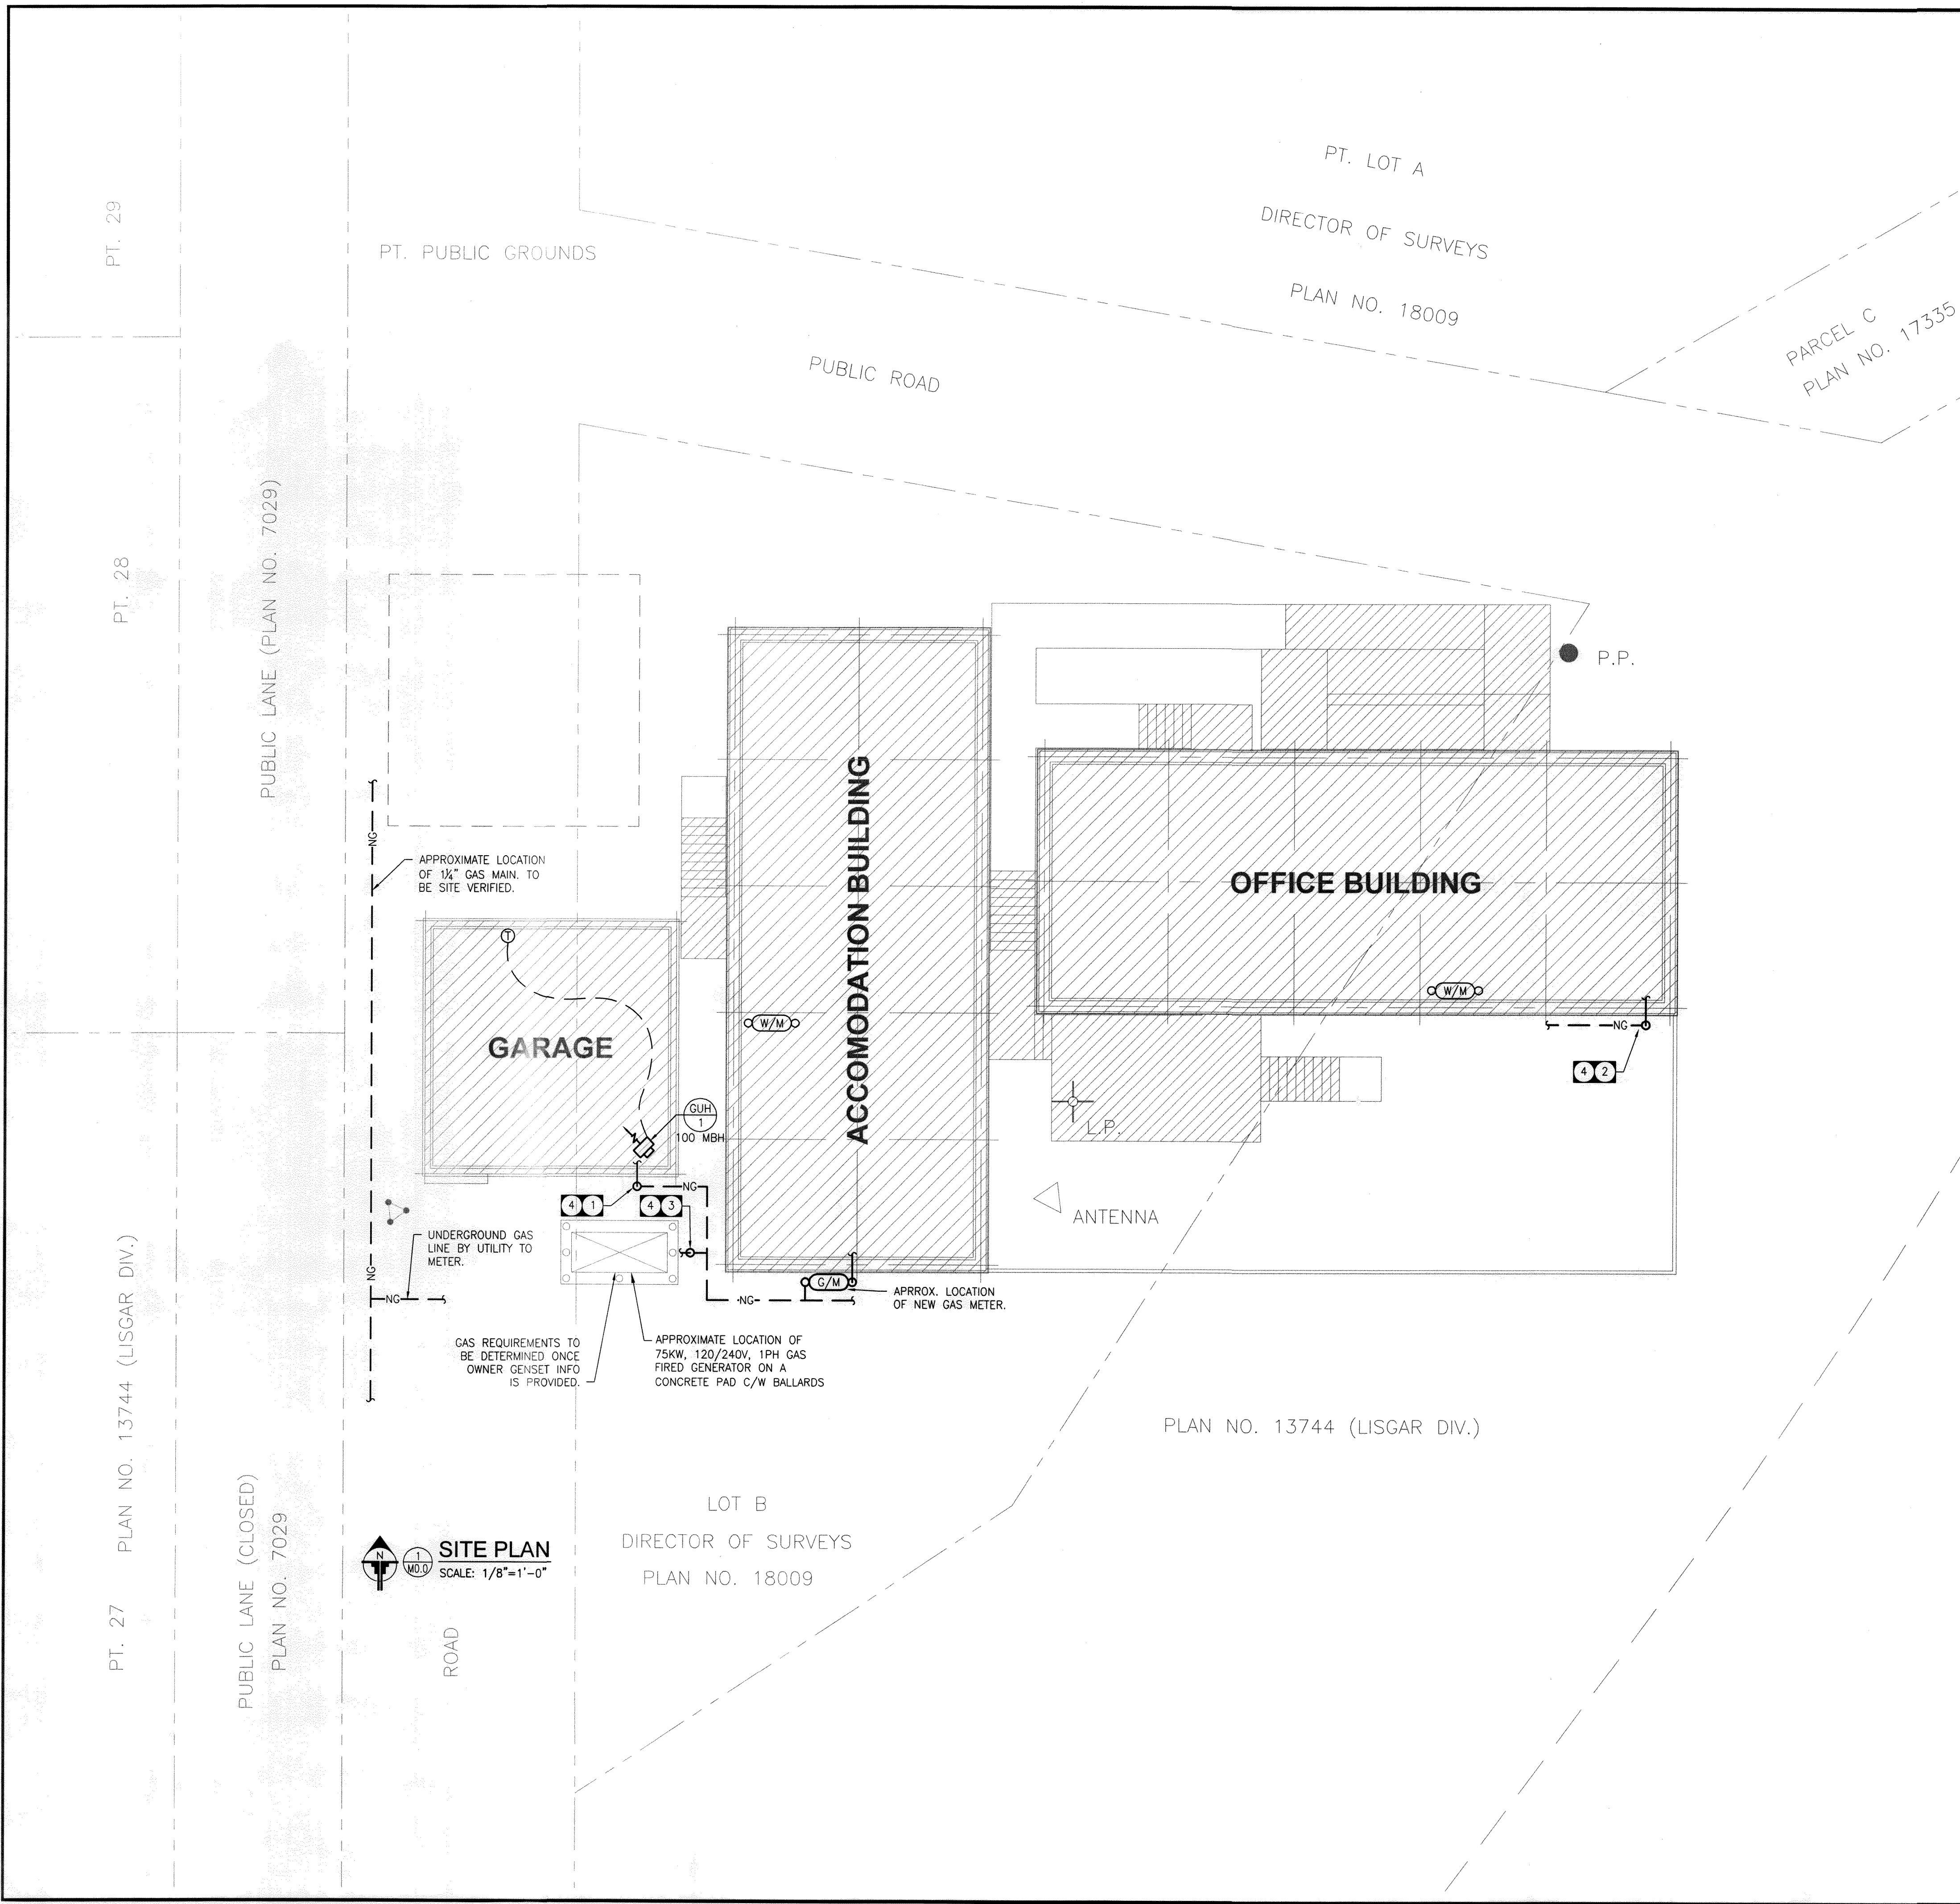 PT. LOT A
DIRECTOR OF SURVEYS
PLAN NO. 18009
PT. 29
PT. PUBLIC GROUNDS
PARCEL C
PLAN NO. 17335
PUBLIC ROAD
PUBLIC LANE (PLAN NO. 7029)
PT. 28
P.P.
NG
APPROXIMATE LOCATION
OF 1¼" GAS MAIN. TO
BE SITE VERIFIED.
ACCOMODATION BUILDING
OFFICE BUILDING
T
W/M
W/M
NG
GARAGE
4 2
GUH
1
100 MBH
L.P.
NG
4 1
4 3
ANTENNA
UNDERGROUND GAS
LINE BY UTILITY TO
METER.
NG
NG
G/M
NG
APRROX. LOCATION
OF NEW GAS METER.
GAS REQUIREMENTS TO
BE DETERMINED ONCE
OWNER GENSET INFO
IS PROVIDED.
APPROXIMATE LOCATION OF
75KW, 120/240V, 1PH GAS
FIRED GENERATOR ON A
CONCRETE PAD C/W BALLARDS
PLAN NO. 13744 (LISGAR DIV.)
PLAN NO. 13744 (LISGAR DIV.)
LOT B
DIRECTOR OF SURVEYS
PLAN NO. 18009
N
1
M0.0
SITE PLAN
SCALE: 1/8"=1'-0"
PT. 27
PUBLIC LANE (CLOSED)
PLAN NO. 7029
ROAD